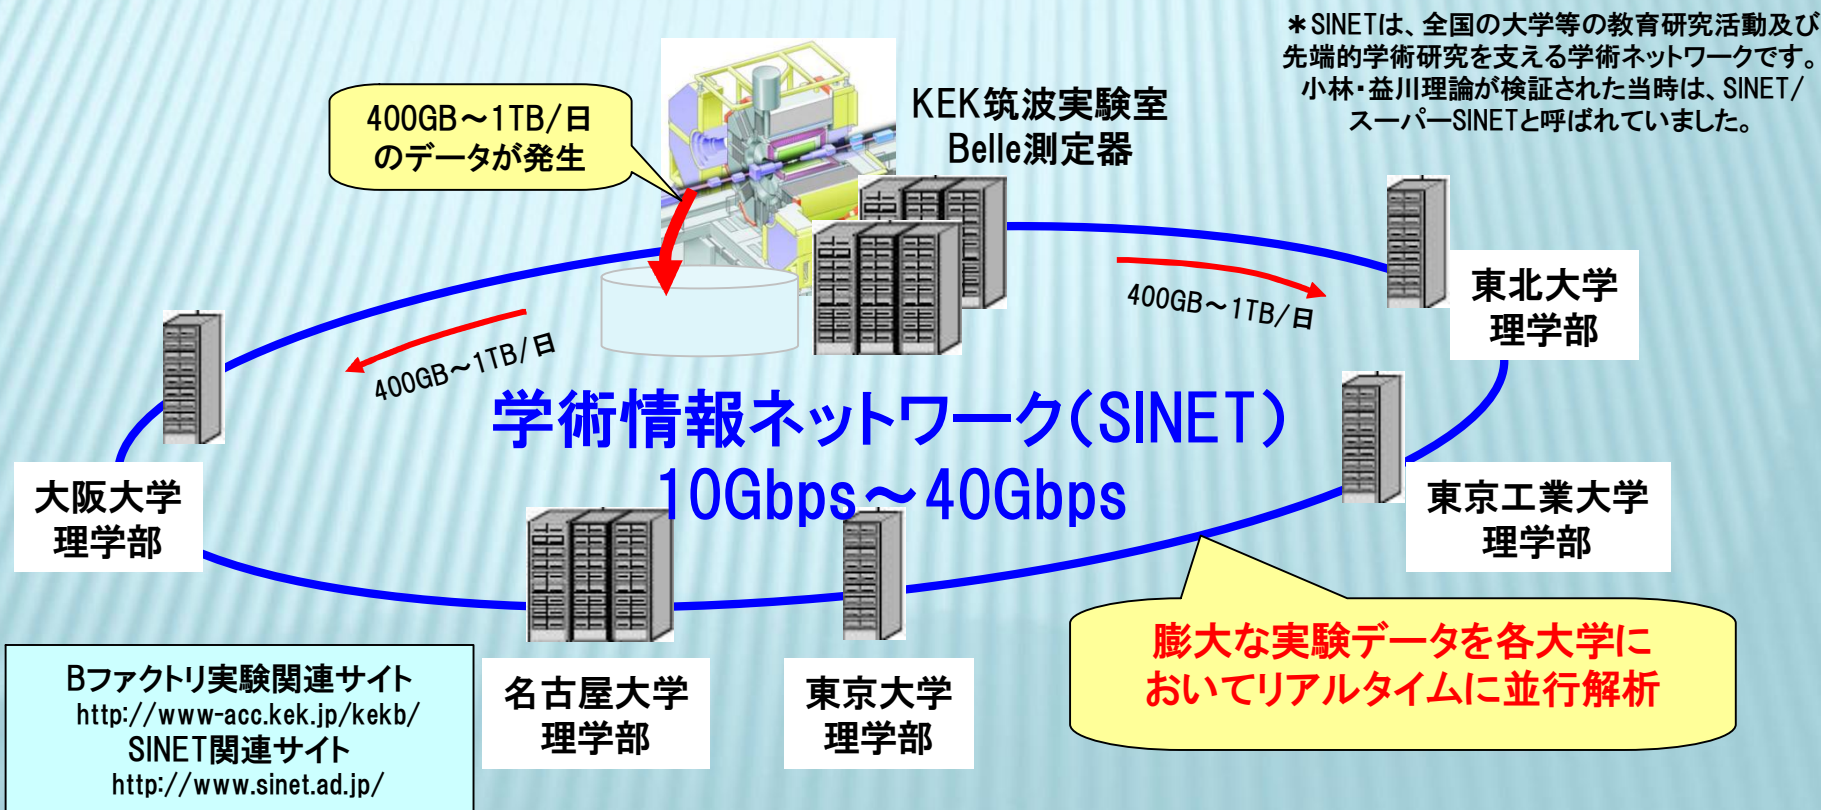 ＊SINETは、全国の大学等の教育研究活動及び
先端的学術研究を支える学術ネットワークです。
小林・益川理論が検証された当時は、SINET/
スーパーSINETと呼ばれていました。
400GB～1TB/日
のデータが発生
KEK筑波実験室
Belle測定器
400GB～1TB/日
400GB～1TB/日
東北大学
理学部
学術情報ネットワーク(SINET)
10Gbps～40Gbps
大阪大学
理学部
東京工業大学
理学部
膨大な実験データを各大学に
おいてリアルタイムに並行解析
名古屋大学
理学部
東京大学
理学部
Bファクトリ実験関連サイト
http://www-acc.kek.jp/kekb/
SINET関連サイト
http://www.sinet.ad.jp/